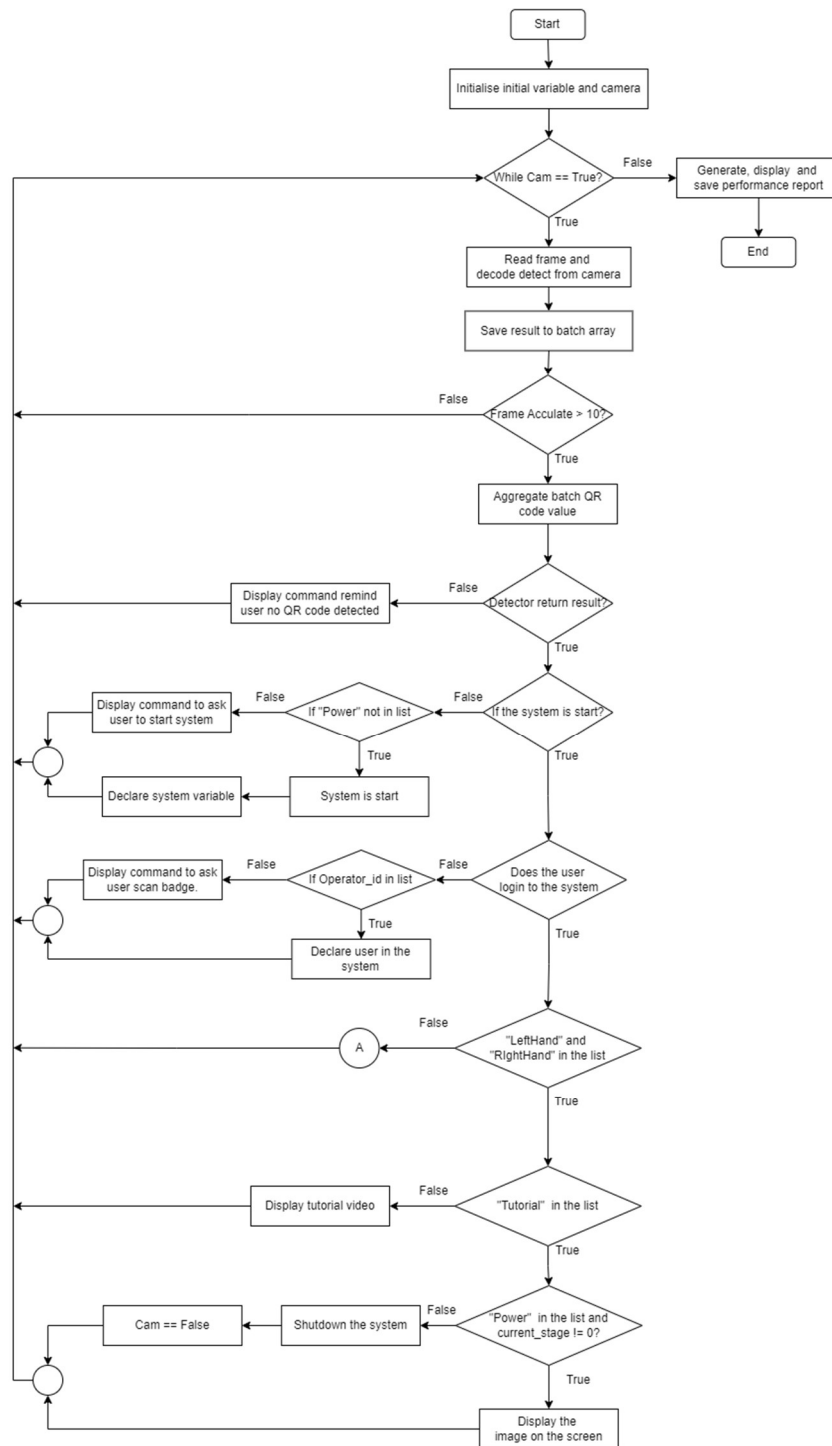 Start
Initialise initial variable and camera
While Cam == True?
False
Generate, display and
save performance report
True
End
Read frame and
decode detect from camera
Save result to batch array
False
Frame Acculate > 10?
True
Aggregate batch QR
code value
False
Display command remind
user no QR code detected
Detector return result?
True
Display command to ask
user to start system
False
If "Power" not in list
False
If the system is start?
True
True
Declare system variable
System is start
Display command to ask
user scan badge.
False
If Operator_id in list
False
Does the user
login to the system
True
True
Declare user in the
system
False
A
"LeftHand" and
"RIghtHand" in the list
True
Display tutorial video
False
"Tutorial" in the list
True
Cam == False
Shutdown the system
False
"Power" in the list and
current_stage != 0?
True
Display the
image on the screen